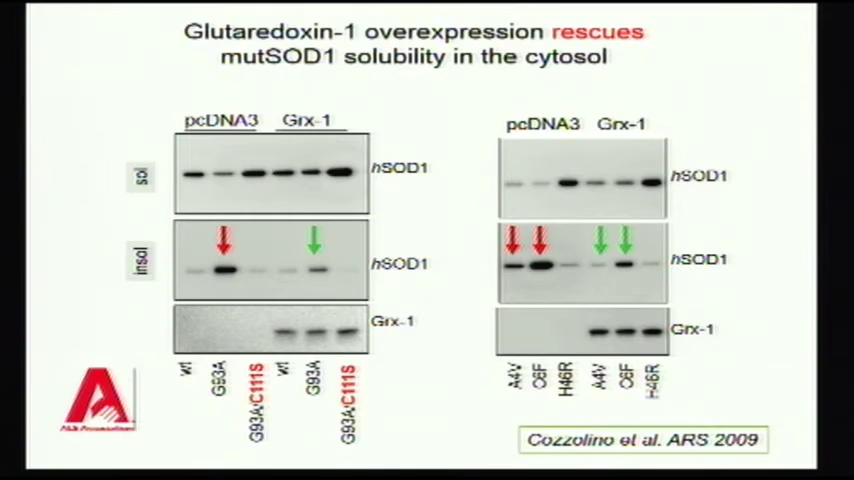 Glutaredoxin-1 overexpression rescues
mutSOD1 solubility in the cytosol
pcDNA3 Grx-1
sol
hSOD1
insol
hSOD1
Grx-1
wt G93A G93A/C111S wt G93A G93A/C111S
pcDNA3 Grx-1
hSOD1
hSOD1
Grx-1
A4V C6F H46R A4V C6F H46R
Cozzolino et al. ARS 2009